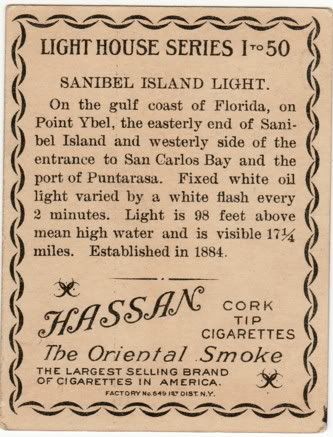 LIGHT HOUSE SERIES 1 TO 50
SANIBEL ISLAND LIGHT.
On the gulf coast of Florida, on
Point Ybel, the easterly end of Sani-
bel Island and westerly side of the
entrance to San Carlos Bay and the
port of Puntarasa. Fixed white oil
light varied by a white flash every
2 minutes. Light is 98 feet above
mean high water and is visible 17¼
miles. Established in 1884.
HASSAN
CORK
TIP
CIGARETTES
The Oriental Smoke
THE LARGEST SELLING BRAND
OF CIGARETTES IN AMERICA.
FACTORY No. 649 1ST DIST. N.Y.